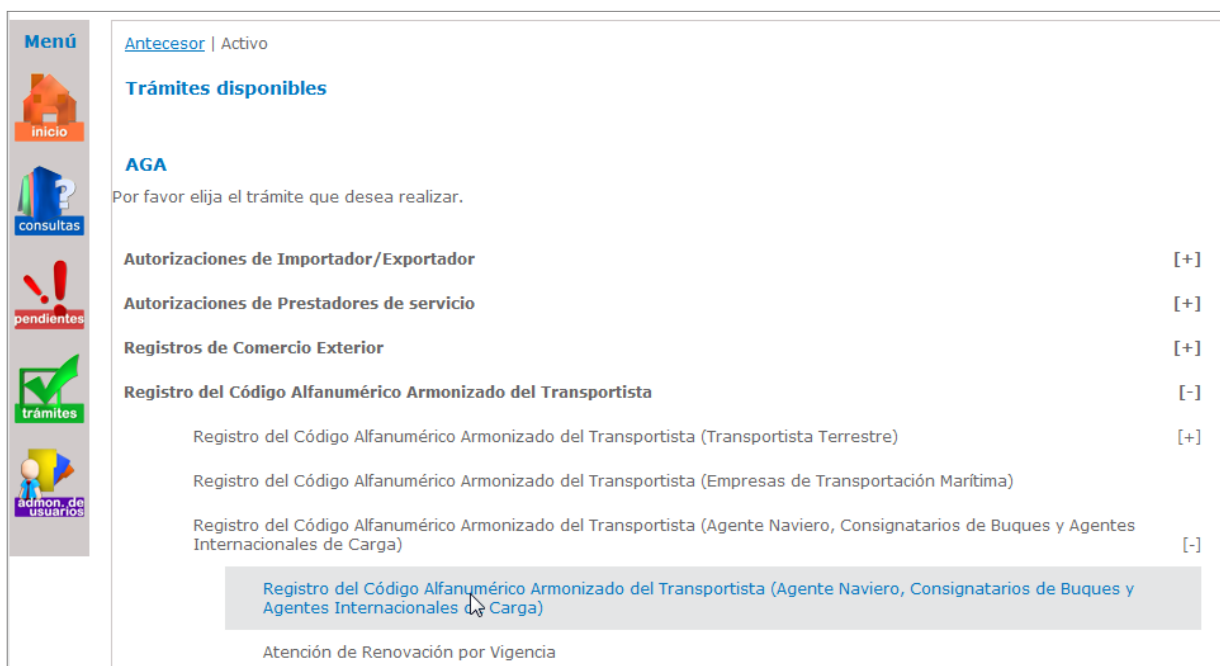 Menú
inicio
consultas
pendientes
trámites
admon. de
usuarios
Antecesor | Activo
Trámites disponibles
AGA
Por favor elija el trámite que desea realizar.
Autorizaciones de Importador/Exportador [+]
Autorizaciones de Prestadores de servicio [+]
Registros de Comercio Exterior [+]
Registro del Código Alfanumérico Armonizado del Transportista [-]
Registro del Código Alfanumérico Armonizado del Transportista (Transportista Terrestre) [+]
Registro del Código Alfanumérico Armonizado del Transportista (Empresas de Transportación Marítima)
Registro del Código Alfanumérico Armonizado del Transportista (Agente Naviero, Consignatarios de Buques y Agentes
Internacionales de Carga) [-]
Registro del Código Alfanumérico Armonizado del Transportista (Agente Naviero, Consignatarios de Buques y
Agentes Internacionales de Carga)
Atención de Renovación por Vigencia